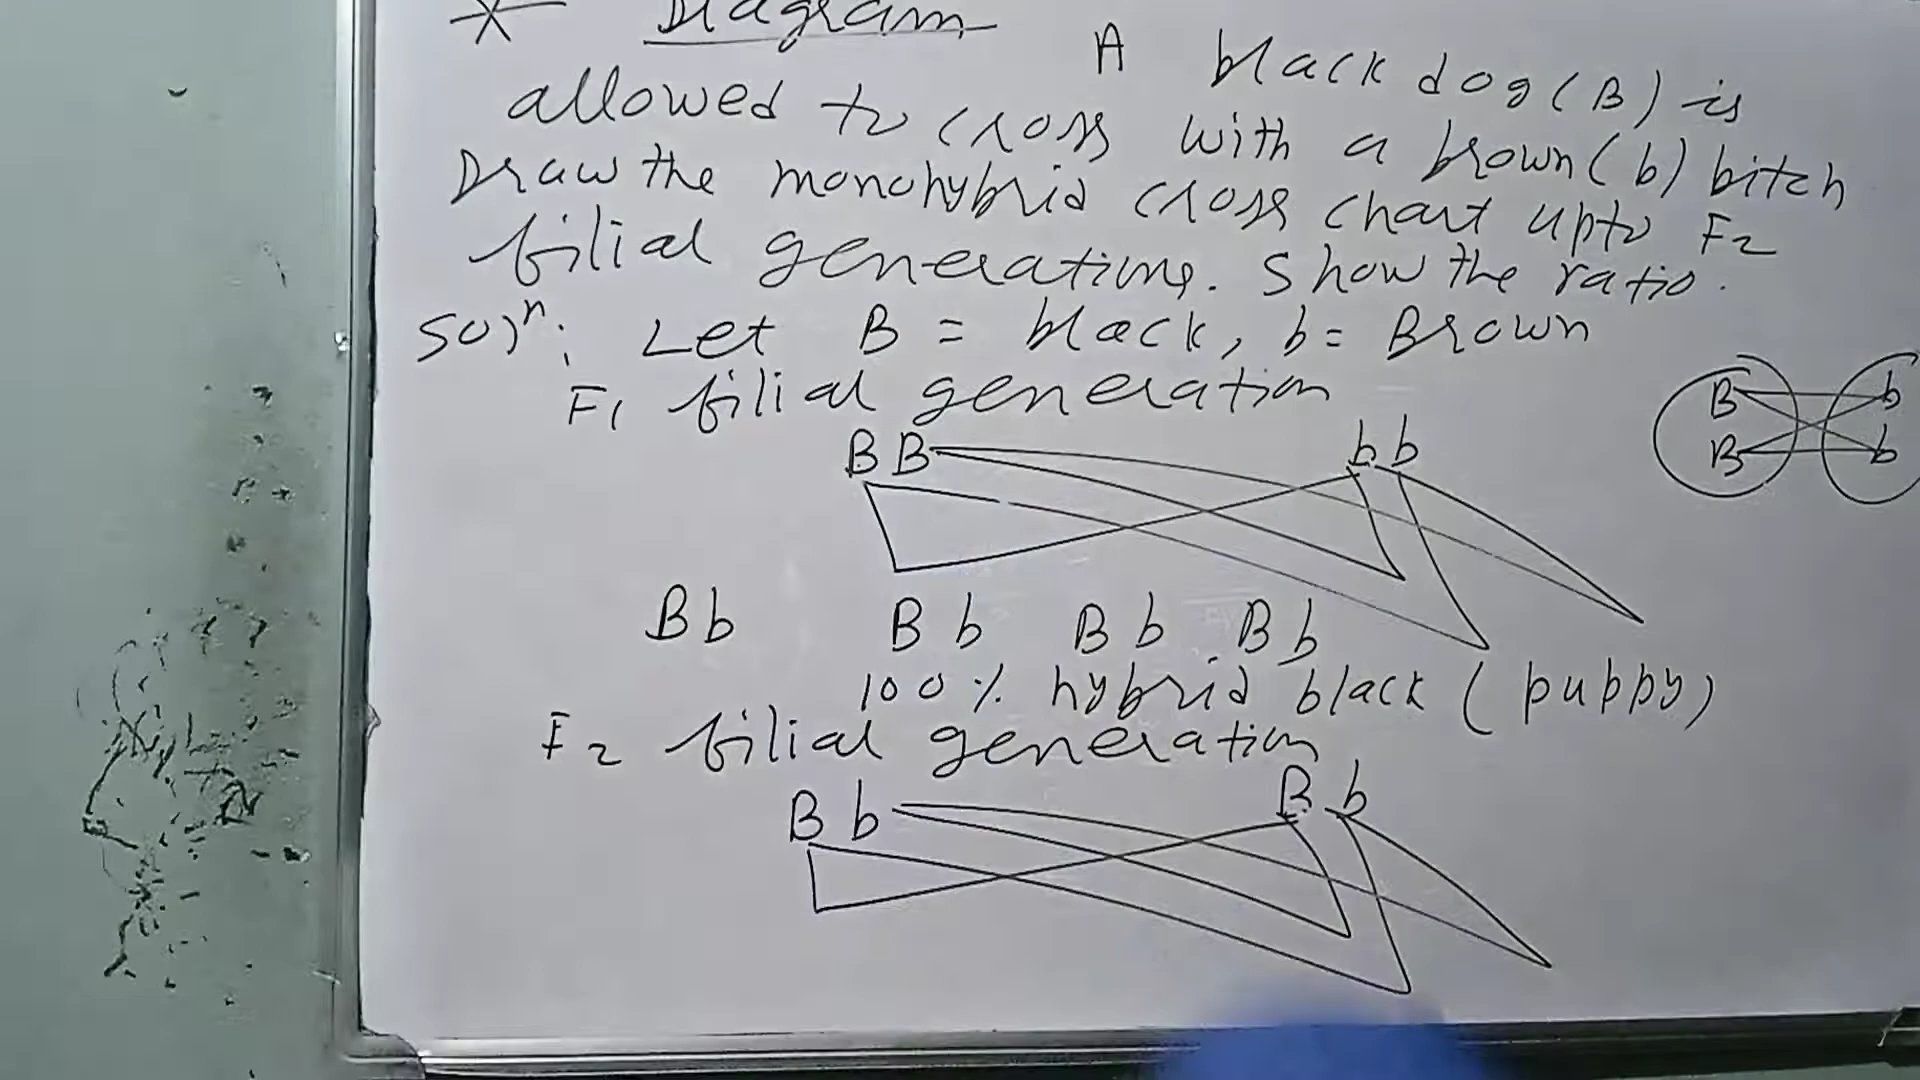 * Diagram
A black dog (B) is
allowed to cross with a brown (b) bitch
Draw the monohybrid cross chart upto F2
filial generations. Show the ratio.
Solⁿ: Let B = black, b = Brown
F1 filial generation
BB bb
B b
B b
Bb Bb Bb Bb
100% hybrid black (puppy)
F2 filial generation
Bb Bb